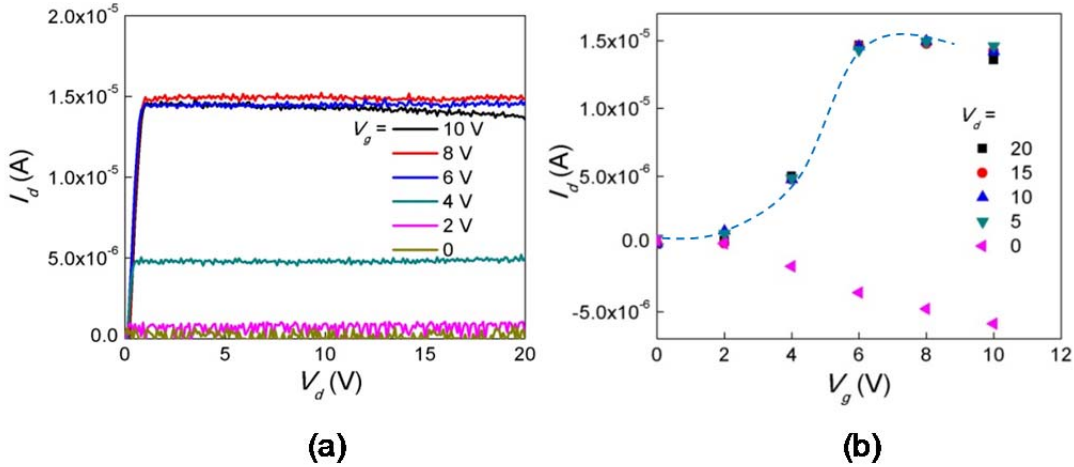 2.0x10⁻⁵
1.5x10⁻⁵
1.0x10⁻⁵
5.0x10⁻⁶
0.0
I_d (A)
0 5 10 15 20
V_d (V)
V_g =
10 V
8 V
6 V
4 V
2 V
0
(a)
1.5x10⁻⁵
1.0x10⁻⁵
5.0x10⁻⁶
0.0
-5.0x10⁻⁶
I_d (A)
0 2 4 6 8 10 12
V_g (V)
V_d =
20
15
10
5
0
(b)